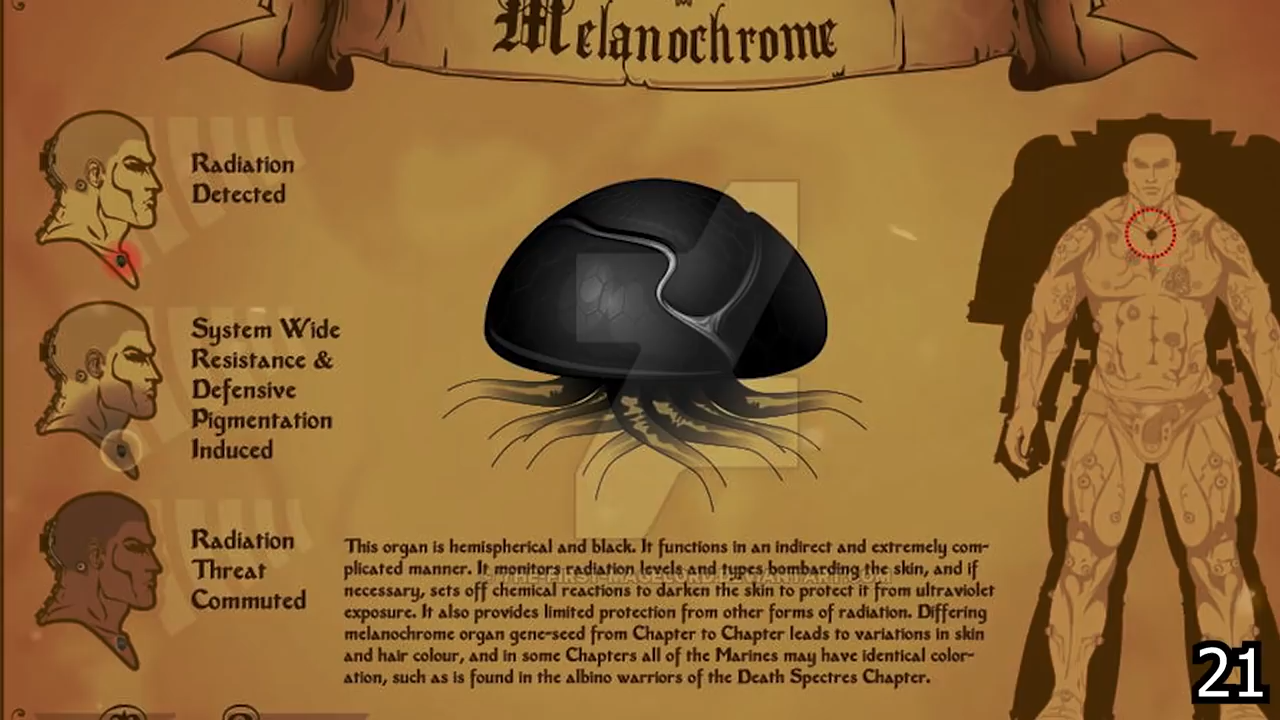 Melanochrome
Radiation
Detected
System Wide
Resistance &
Defensive
Pigmentation
Induced
Radiation
Threat
Commuted
This organ is hemispherical and black. It functions in an indirect and extremely com-
plicated manner. It monitors radiation levels and types bombarding the skin, and if
THE-FIRST-MAGELORD.DEVIANTART.COM
necessary, sets off chemical reactions to darken the skin to protect it from ultraviolet
exposure. It also provides limited protection from other forms of radiation. Differing
melanochrome organ gene-seed from Chapter to Chapter leads to variations in skin
and hair colour, and in some Chapters all of the Marines may have identical color-
ation, such as is found in the albino warriors of the Death Spectres Chapter.
21